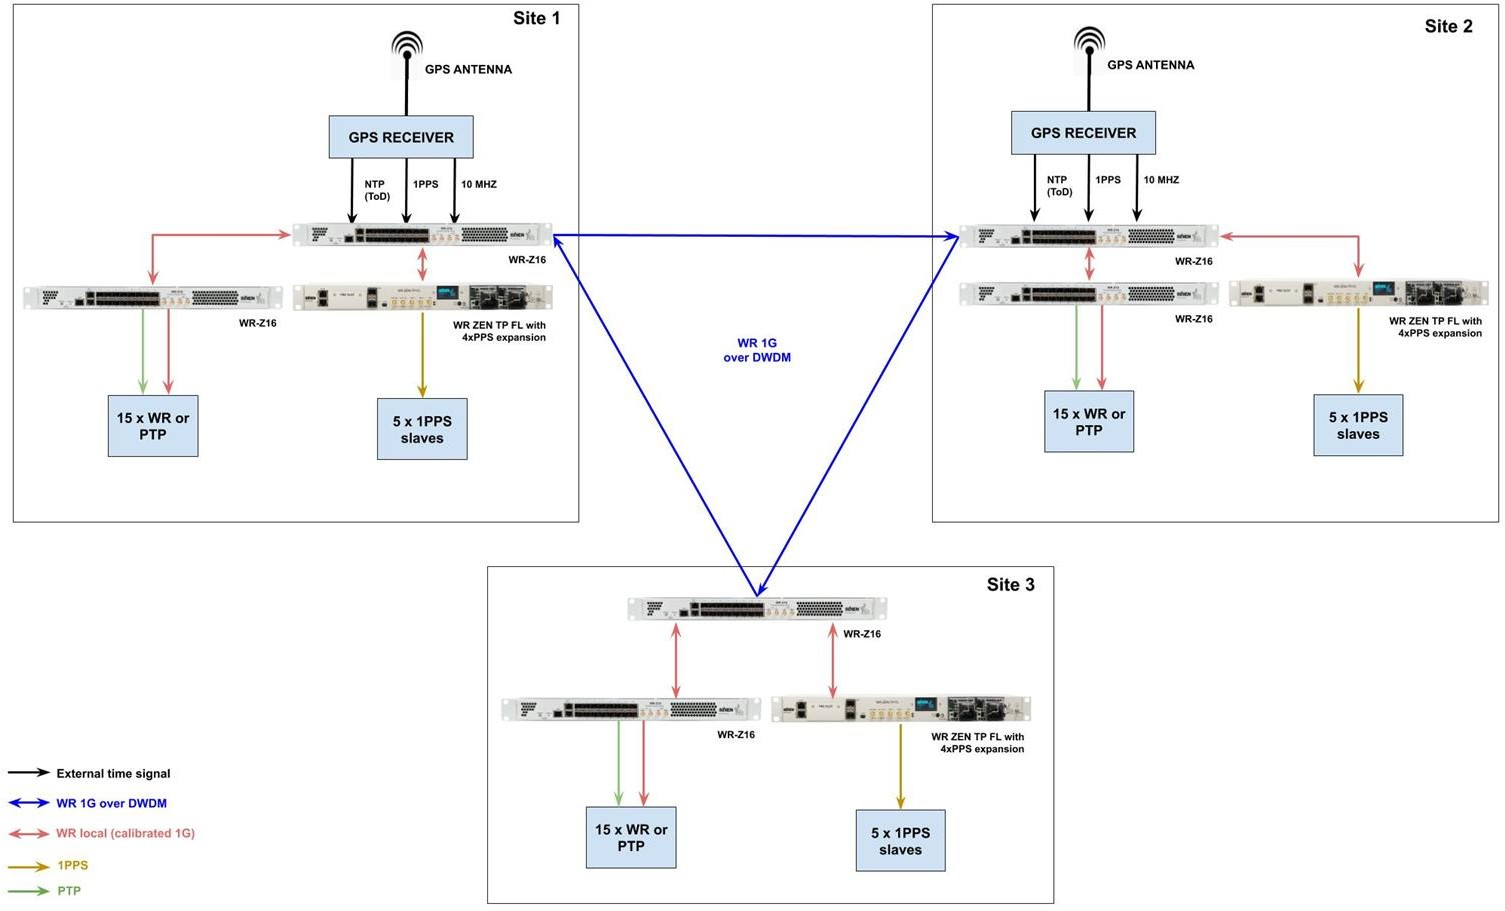 Site 1
GPS ANTENNA
GPS RECEIVER
NTP
(ToD)
1PPS
10 MHZ
WR-Z16
WR-Z16
WR ZEN TP FL with
4xPPS expansion
15 x WR or
PTP
5 x 1PPS
slaves
WR 1G
over DWDM
Site 2
GPS ANTENNA
GPS RECEIVER
NTP
(ToD)
1PPS
10 MHZ
WR-Z16
WR-Z16
WR ZEN TP FL with
4xPPS expansion
15 x WR or
PTP
5 x 1PPS
slaves
Site 3
WR-Z16
WR-Z16
WR ZEN TP FL with
4xPPS expansion
15 x WR or
PTP
5 x 1PPS
slaves
External time signal
WR 1G over DWDM
WR local (calibrated 1G)
1PPS
PTP